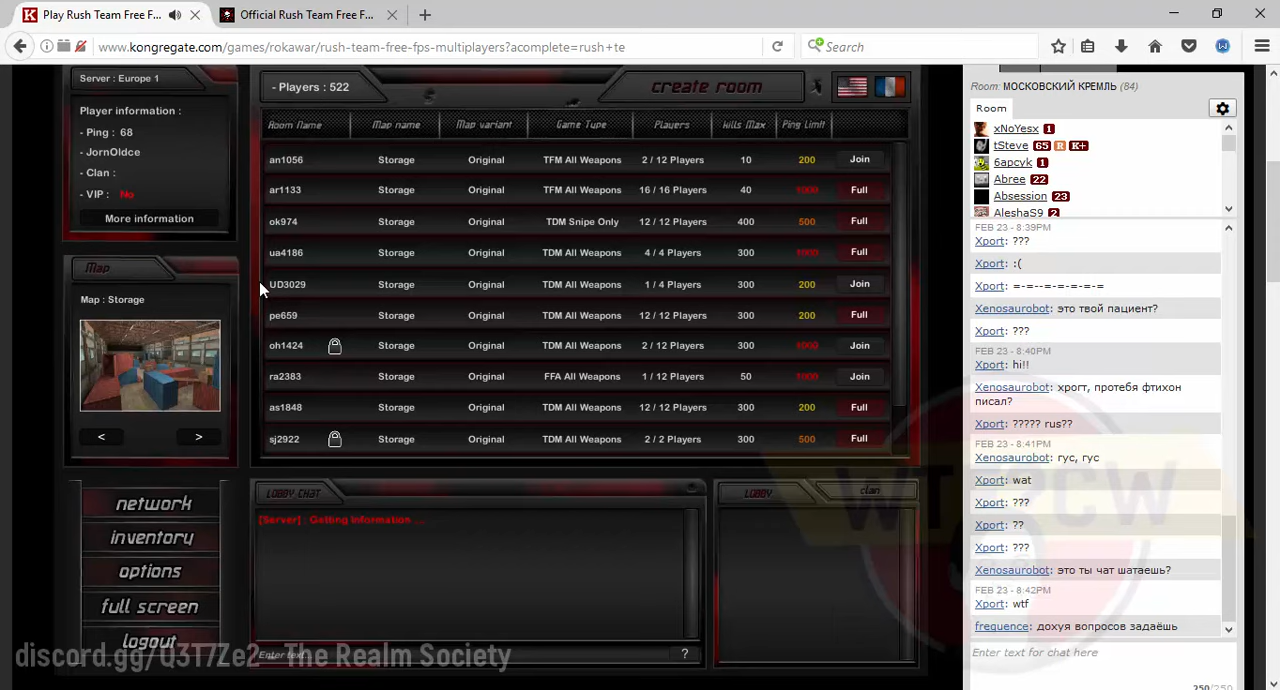 Play Rush Team Free F...
Official Rush Team Free F...
www.kongregate.com/games/rokawar/rush-team-free-fps-multiplayers?acomplete=rush+te
Search
Server : Europe 1
Player information :
- Ping : 68
- JornOldce
- Clan :
- VIP : No
More information
- Players : 522
create room
Room Name Map name Map variant Game Type Players Kills Max Ping Limit
an1056 Storage Original TFM All Weapons 2 / 12 Players 10 200 Join
ar1133 Storage Original TFM All Weapons 16 / 16 Players 40 1000 Full
ok974 Storage Original TDM Snipe Only 12 / 12 Players 400 500 Full
ua4186 Storage Original TDM All Weapons 4 / 4 Players 300 1000 Full
UD3029 Storage Original TDM All Weapons 1 / 4 Players 300 200 Join
px659 Storage Original TDM All Weapons 12 / 12 Players 300 200 Full
Storage Original TDM All Weapons 2 / 12 Players 300 1000 Join
ra2383 Storage Original FFA All Weapons 1 / 12 Players 50 1000 Join
as1848 Storage Original TDM All Weapons 12 / 12 Players 300 200 Full
sj2922 Storage Original TDM All Weapons 2 / 2 Players 300 500 Full
Map
Map : Storage
< >
network
inventory
options
full screen
logout
LOBBY CHAT
[Server] : Getting Information ...
Enter text...
?
LOBBY
clan
Room: МОСКОВСКИЙ КРЕМЛЬ (84)
Room
xNoYesx 1
tSteve 65 R K+
6apcyk 1
Abree 22
Absession 23
AleshaS9 2
FEB 23 - 8:39PM
Xport: ???
Xport: :(
Xport: =-=--=-=-=-=-=
Xenosaurobot: это твой пациент?
Xport: ???
FEB 23 - 8:40PM
Xport: hi!!
Xenosaurobot: хрогт, протебя фтихон
писал?
Xport: ????? rus??
FEB 23 - 8:41PM
Xenosaurobot: гус, гус
Xport: wat
Xport: ???
Xport: ??
Xport: ???
Xenosaurobot: это ты чат шатаешь?
FEB 23 - 8:42PM
Xport: wtf
frequence: дохуя вопросов задаёшь
Enter text for chat here
250/250
discord.gg/U3T7Ze2 - The Realm Society